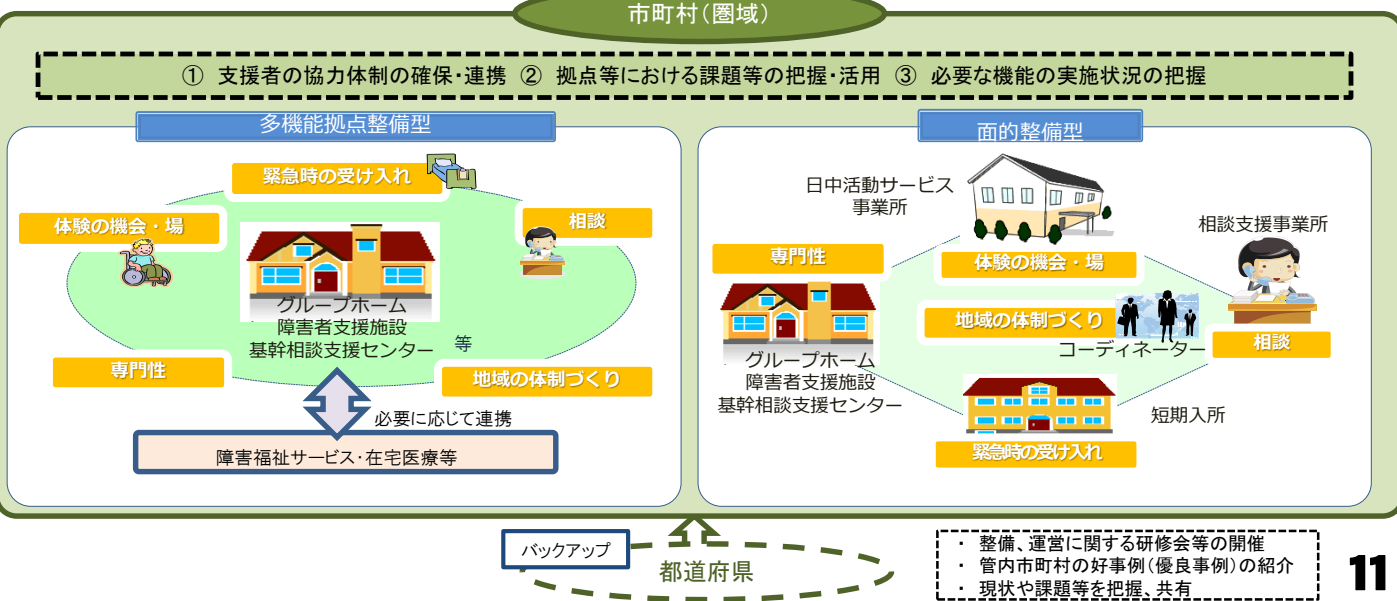 市町村（圏域）
① 支援者の協力体制の確保・連携 ② 拠点等における課題等の把握・活用 ③ 必要な機能の実施状況の把握
多機能拠点整備型
緊急時の受け入れ
体験の機会・場
相談
グループホーム
障害者支援施設
基幹相談支援センター 等
専門性
地域の体制づくり
必要に応じて連携
障害福祉サービス・在宅医療等
面的整備型
日中活動サービス
事業所
相談支援事業所
専門性
体験の機会・場
地域の体制づくり
コーディネーター
相談
グループホーム
障害者支援施設
基幹相談支援センター
短期入所
緊急時の受け入れ
バックアップ
都道府県
・ 整備、運営に関する研修会等の開催
・ 管内市町村の好事例（優良事例）の紹介
・ 現状や課題等を把握、共有
11